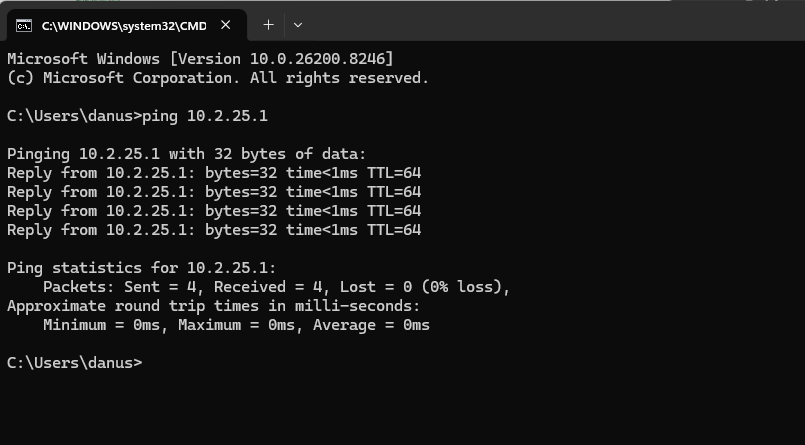 C:\WINDOWS\system32\CMD
Microsoft Windows [Version 10.0.26200.8246]
(c) Microsoft Corporation. All rights reserved.
C:\Users\danus>ping 10.2.25.1
Pinging 10.2.25.1 with 32 bytes of data:
Reply from 10.2.25.1: bytes=32 time<1ms TTL=64
Reply from 10.2.25.1: bytes=32 time<1ms TTL=64
Reply from 10.2.25.1: bytes=32 time<1ms TTL=64
Reply from 10.2.25.1: bytes=32 time<1ms TTL=64
Ping statistics for 10.2.25.1:
    Packets: Sent = 4, Received = 4, Lost = 0 (0% loss),
Approximate round trip times in milli-seconds:
    Minimum = 0ms, Maximum = 0ms, Average = 0ms
C:\Users\danus>